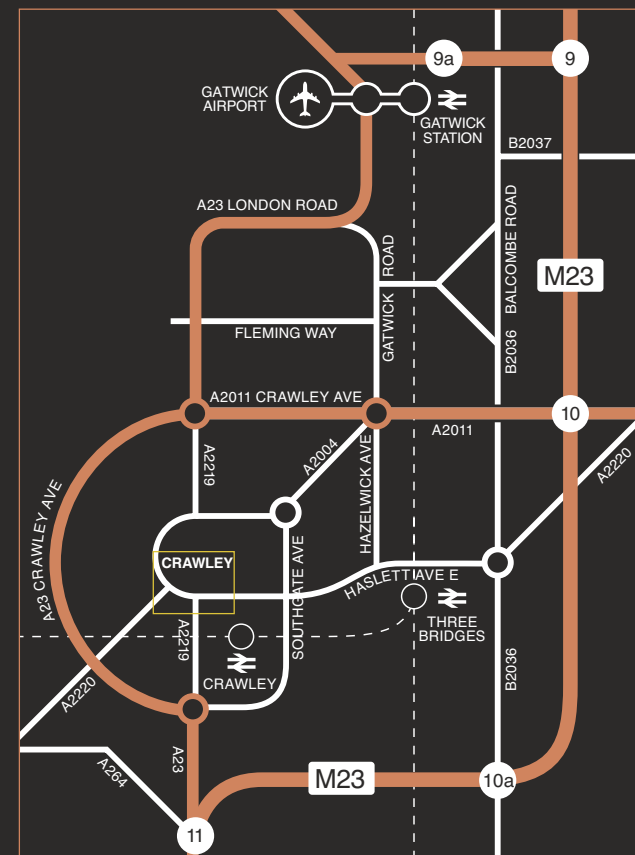 9a
9
GATWICK
AIRPORT
GATWICK
STATION
B2037
A23 LONDON ROAD
BALCOMBE ROAD
GATWICK ROAD
M23
FLEMING WAY
B2036
A2011 CRAWLEY AVE
10
A2011
A2219
A2004
HAZELWICK AVE
A2220
A23 CRAWLEY AVE
CRAWLEY
SOUTHGATE AVE
HASLETT AVE E
THREE
BRIDGES
A2219
A2220
CRAWLEY
B2036
A23
A264
M23
10a
11